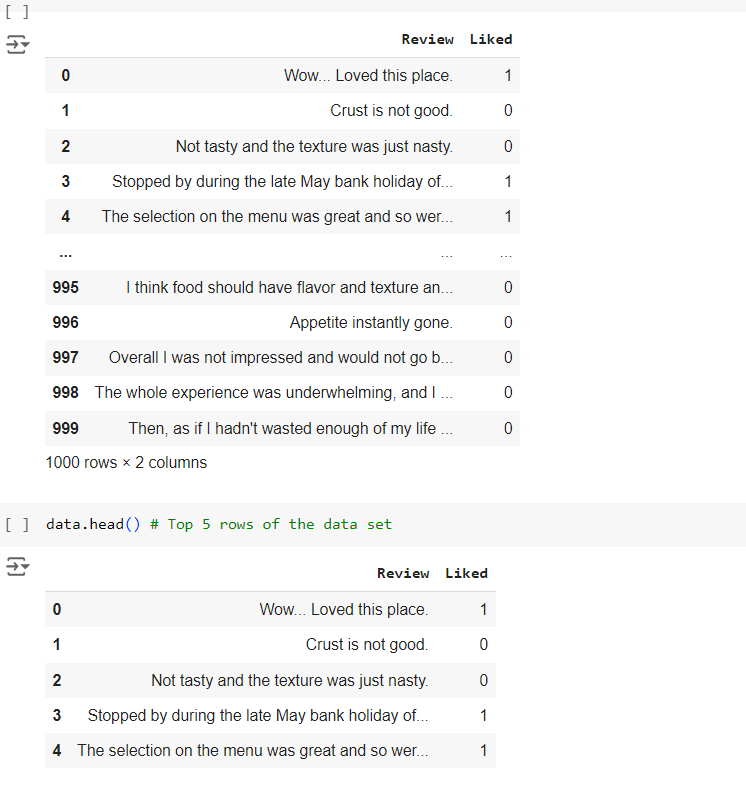 [ ]
Review Liked
0 Wow... Loved this place. 1
1 Crust is not good. 0
2 Not tasty and the texture was just nasty. 0
3 Stopped by during the late May bank holiday of... 1
4 The selection on the menu was great and so wer... 1
... ... ...
995 I think food should have flavor and texture an... 0
996 Appetite instantly gone. 0
997 Overall I was not impressed and would not go b... 0
998 The whole experience was underwhelming, and I ... 0
999 Then, as if I hadn't wasted enough of my life ... 0
1000 rows × 2 columns
[ ] data.head() # Top 5 rows of the data set
Review Liked
0 Wow... Loved this place. 1
1 Crust is not good. 0
2 Not tasty and the texture was just nasty. 0
3 Stopped by during the late May bank holiday of... 1
4 The selection on the menu was great and so wer... 1